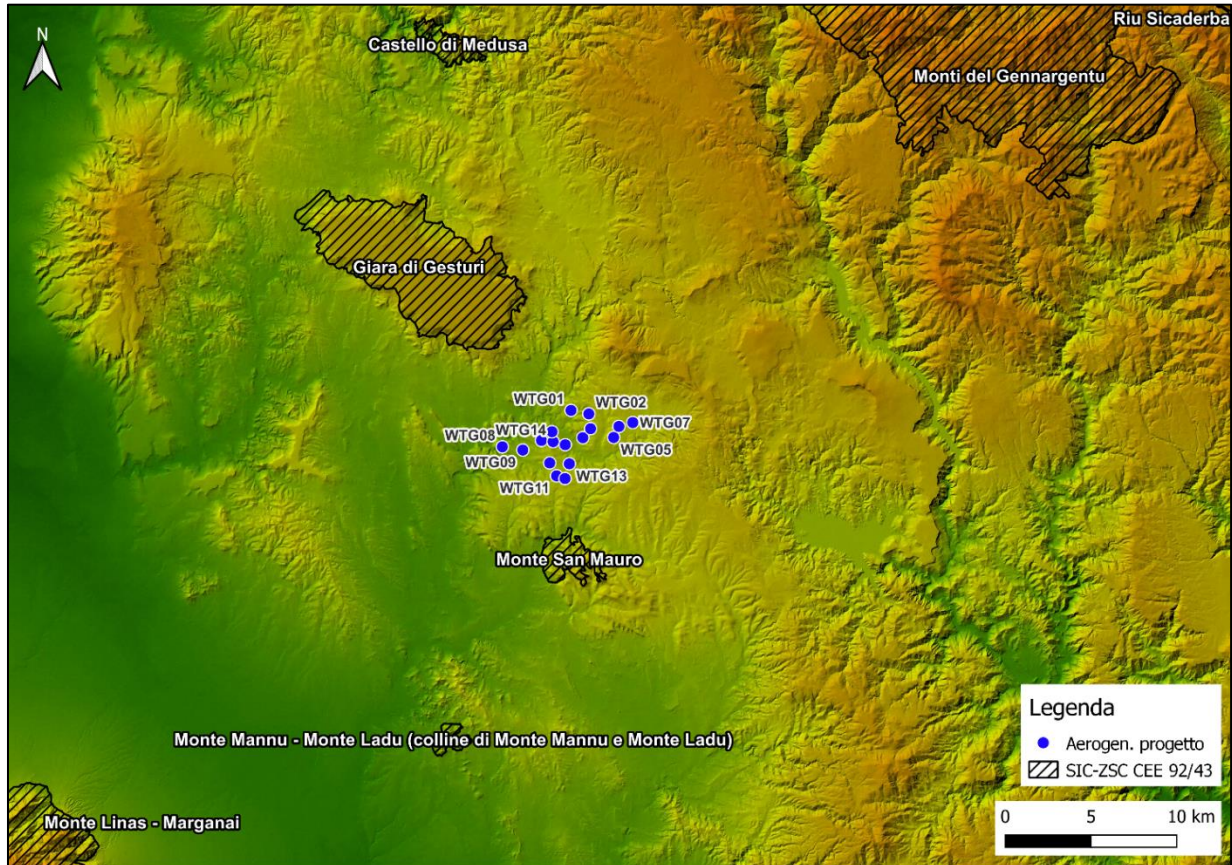 Riu Sicaderba
N
Castello di Medusa
Monti del Gennargentu
Giara di Gesturi
WTG01
WTG02
WTG07
WTG14
WTG08
WTG05
WTG09
WTG13
WTG11
Monte San Mauro
Legenda
Aerogen. progetto
SIC-ZSC CEE 92/43
Monte Mannu - Monte Ladu (colline di Monte Mannu e Monte Ladu)
0 5 10 km
Monte Linas - Marganai